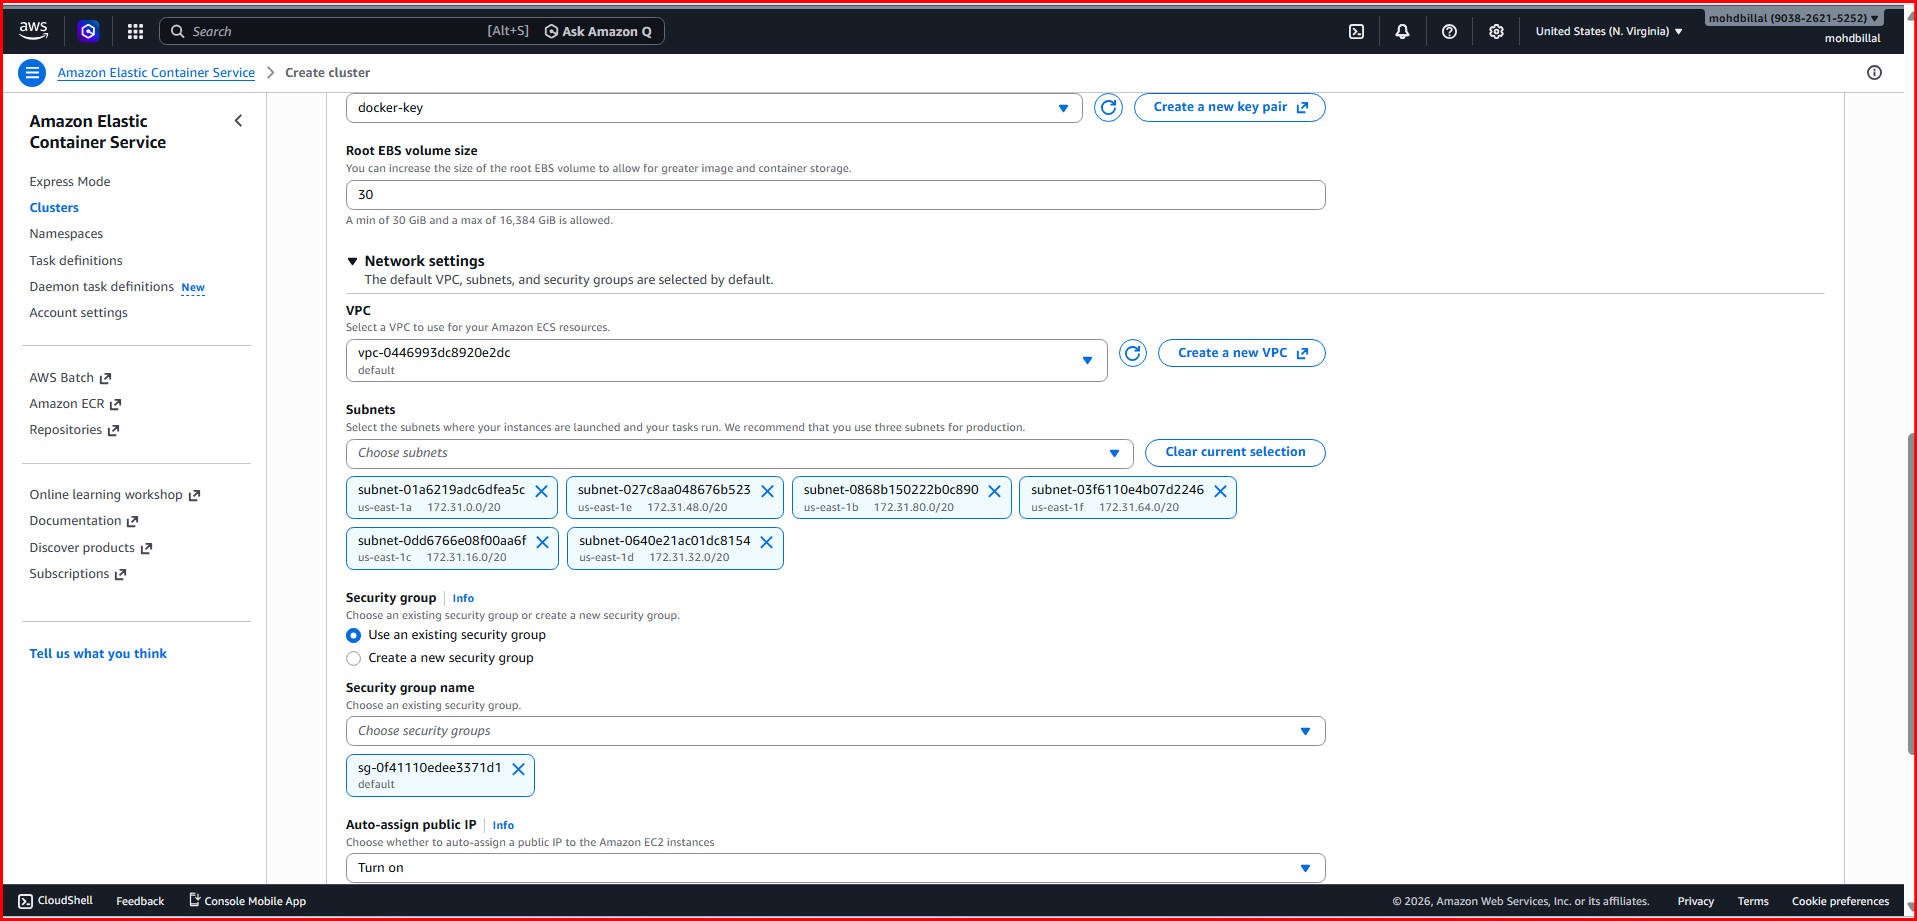 aws
Search [Alt+S] Ask Amazon Q
United States (N. Virginia) ▼
mohdbillal (9038-2621-5252) ▼
mohdbillal
Amazon Elastic Container Service > Create cluster
Amazon Elastic
Container Service
Express Mode
Clusters
Namespaces
Task definitions
Daemon task definitions New
Account settings
AWS Batch
Amazon ECR
Repositories
Online learning workshop
Documentation
Discover products
Subscriptions
Tell us what you think
docker-key
Create a new key pair
Root EBS volume size
You can increase the size of the root EBS volume to allow for greater image and container storage.
30
A min of 30 GiB and a max of 16,384 GiB is allowed.
Network settings
The default VPC, subnets, and security groups are selected by default.
VPC
Select a VPC to use for your Amazon ECS resources.
vpc-0446993dc8920e2dc
default
Create a new VPC
Subnets
Select the subnets where your instances are launched and your tasks run. We recommend that you use three subnets for production.
Choose subnets
Clear current selection
subnet-01a6219adc6dfea5c
us-east-1a 172.31.0.0/20
subnet-027c8aa048676b523
us-east-1e 172.31.48.0/20
subnet-0868b150222b0c890
us-east-1b 172.31.80.0/20
subnet-03f6110e4b07d2246
us-east-1f 172.31.64.0/20
subnet-0dd6766e08f00aa6f
us-east-1c 172.31.16.0/20
subnet-0640e21ac01dc8154
us-east-1d 172.31.32.0/20
Security group Info
Choose an existing security group or create a new security group.
Use an existing security group
Create a new security group
Security group name
Choose an existing security group.
Choose security groups
sg-0f41110edee3371d1
default
Auto-assign public IP Info
Choose whether to auto-assign a public IP to the Amazon EC2 instances
Turn on
CloudShell Feedback Console Mobile App
© 2026, Amazon Web Services, Inc. or its affiliates. Privacy Terms Cookie preferences